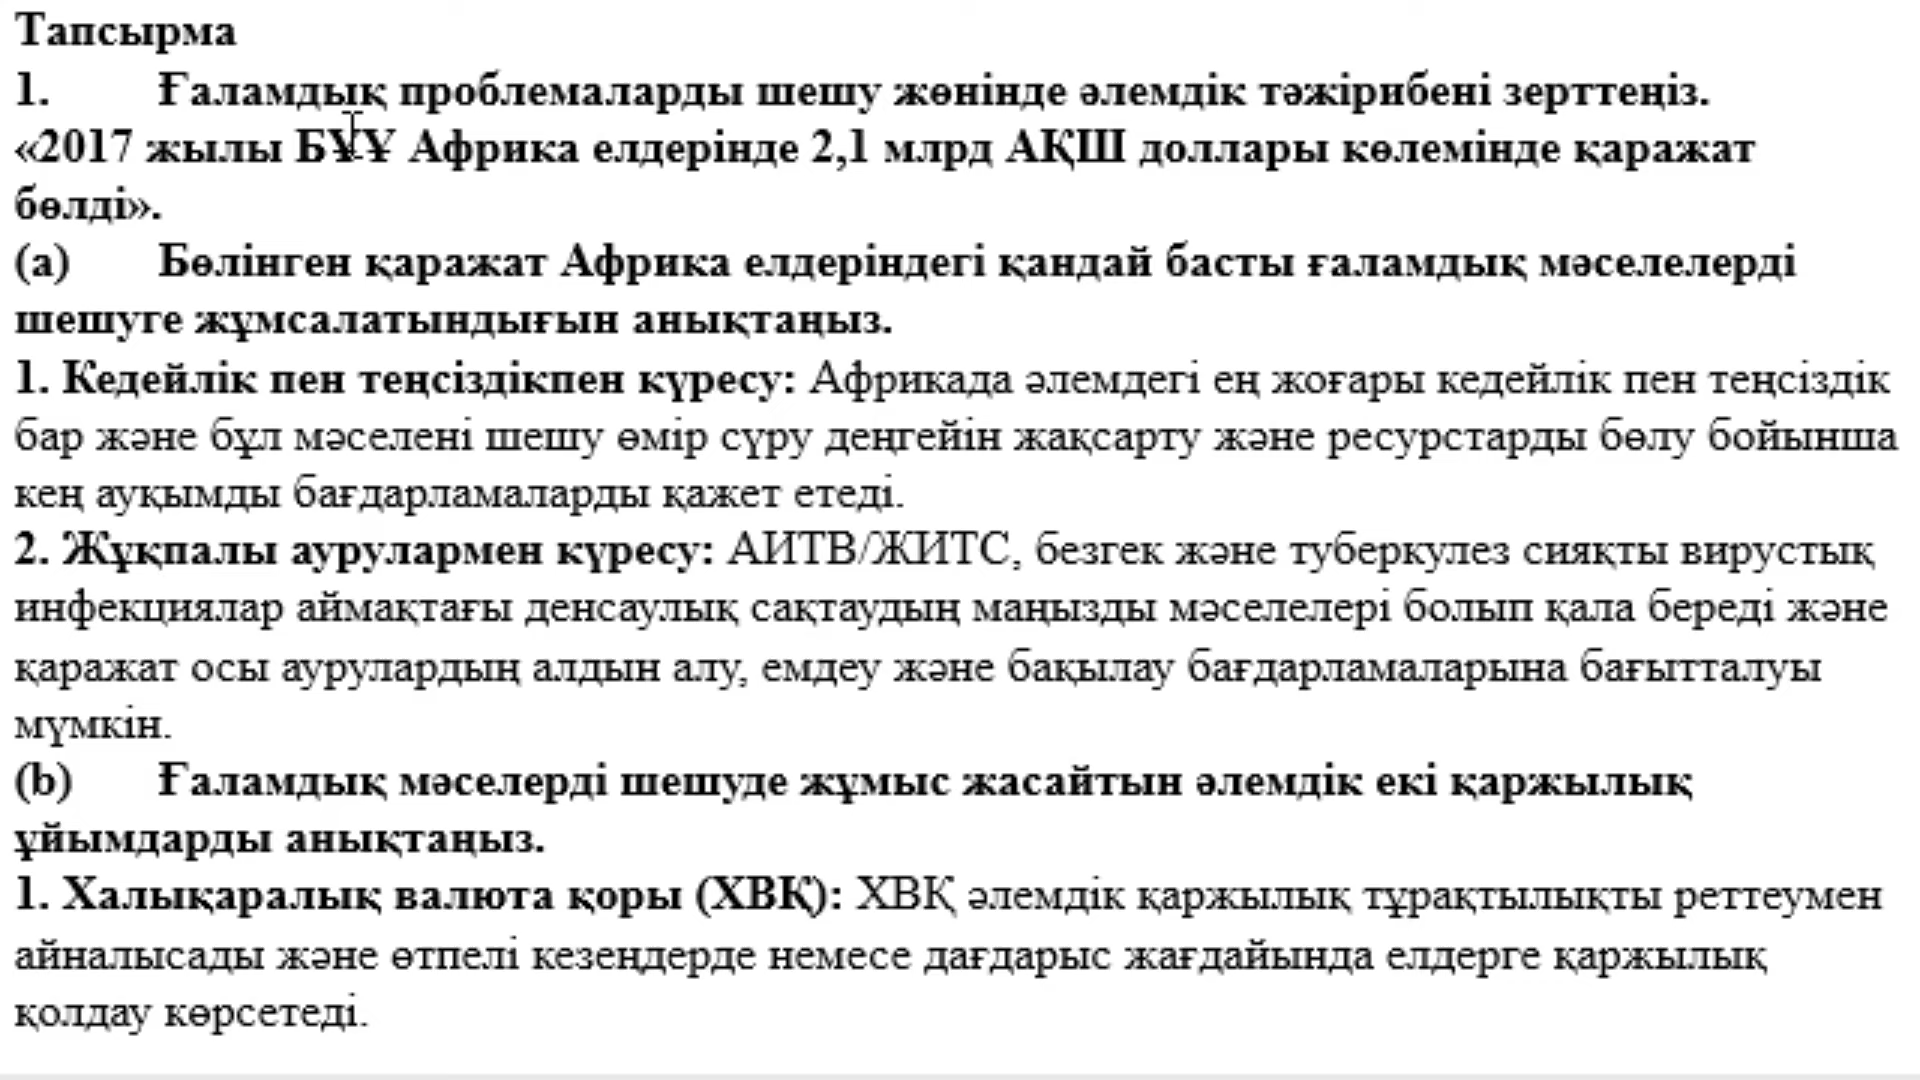 Тапсырма
1. Ғаламдық проблемаларды шешу жөнінде әлемдік тәжірибені зерттеңіз.
«2017 жылы БҰҰ Африка елдерінде 2,1 млрд АҚШ доллары көлемінде қаражат
бөлді».
(a) Бөлінген қаражат Африка елдеріндегі қандай басты ғаламдық мәселелерді
шешуге жұмсалатындығын анықтаңыз.
1. Кедейлік пен теңсіздікпен күресу: Африкада әлемдегі ең жоғары кедейлік пен теңсіздік
бар және бұл мәселені шешу өмір сүру деңгейін жақсарту және ресурстарды бөлу бойынша
кең ауқымды бағдарламаларды қажет етеді.
2. Жұқпалы аурулармен күресу: АИТВ/ЖИТС, безгек және туберкулез сияқты вирустық
инфекциялар аймақтағы денсаулық сақтаудың маңызды мәселелері болып қала береді және
қаражат осы аурулардың алдын алу, емдеу және бақылау бағдарламаларына бағытталуы
мүмкін.
(b) Ғаламдық мәселерді шешуде жұмыс жасайтын әлемдік екі қаржылық
ұйымдарды анықтаңыз.
1. Халықаралық валюта қоры (ХВҚ): ХВҚ әлемдік қаржылық тұрақтылықты реттеумен
айналысады және өтпелі кезеңдерде немесе дағдарыс жағдайында елдерге қаржылық
қолдау көрсетеді.